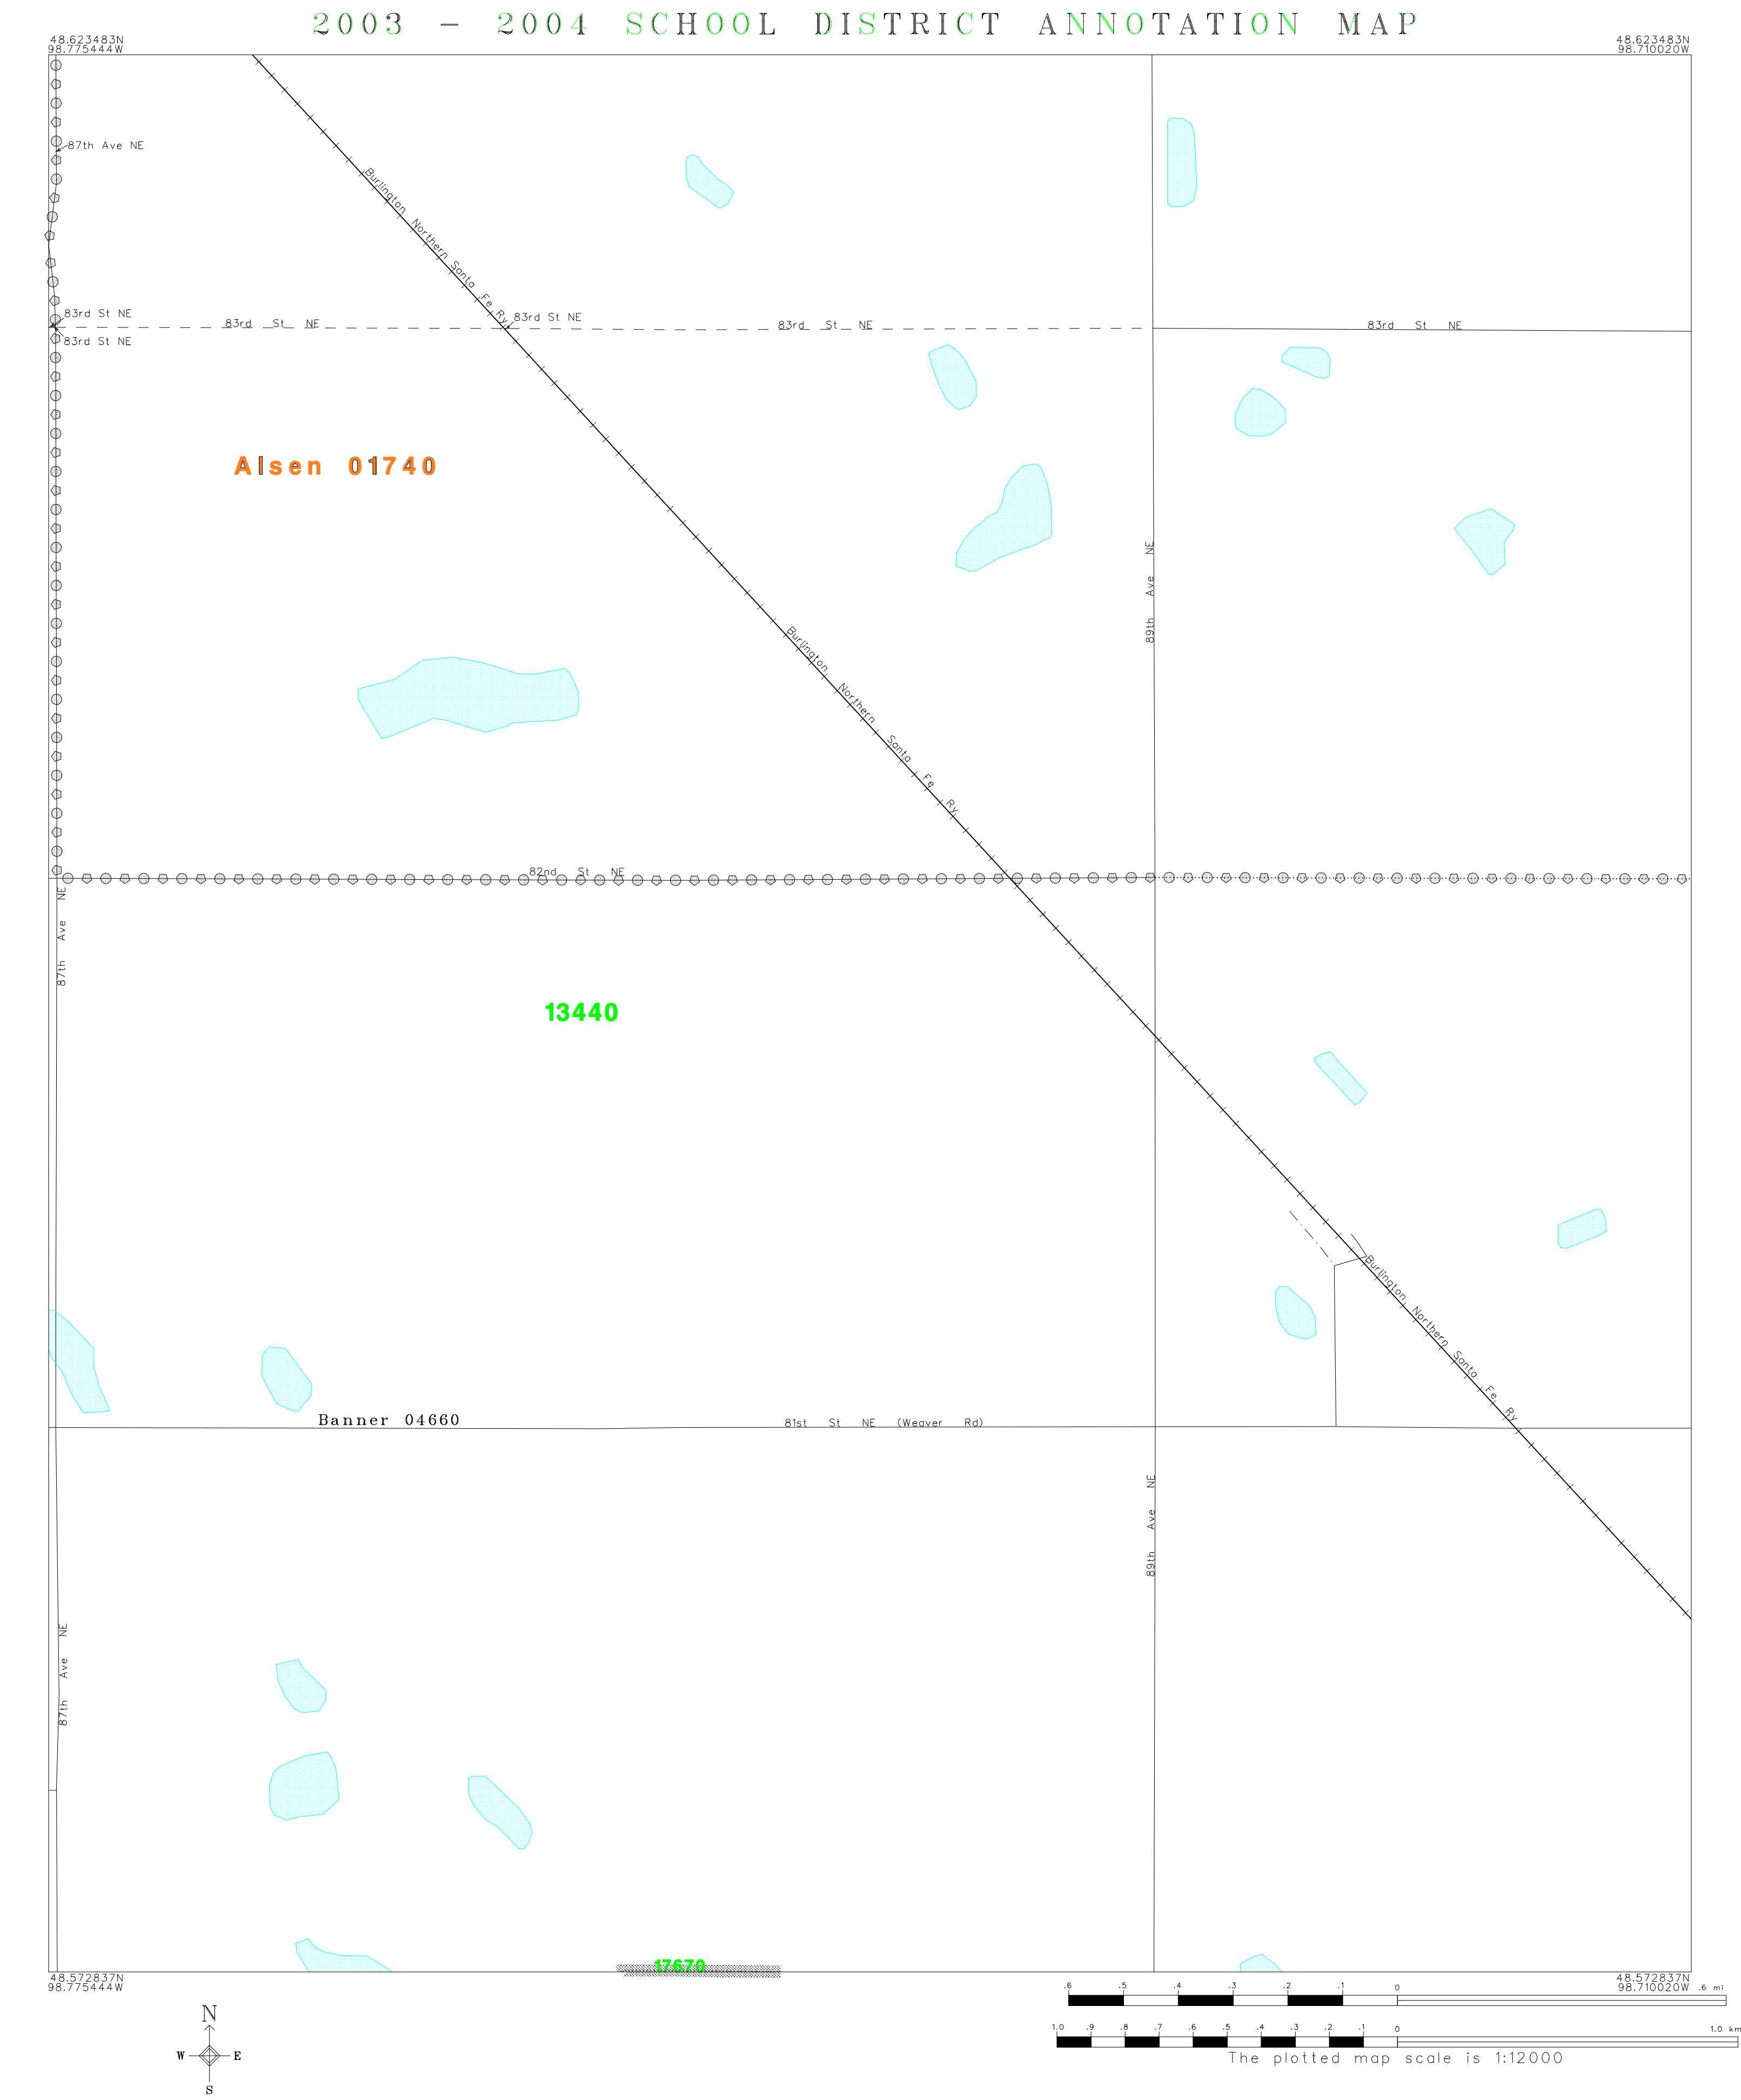 2003 - 2004 SCHOOL DISTRICT ANNOTATION MAP
48.623483N
98.775444W
48.623483N
98.710020W
87th Ave NE
Burlington Northern Santa Fe Ry
83rd St NE
83rd St NE
83rd St NE
83rd St NE
83rd St NE
83rd St NE
Alsen 01740
89th Ave NE
Burlington Northern Santa Fe Ry
82nd St NE
87th Ave NE
13440
Burlington Northern Santa Fe Ry
Banner 04660
81st St NE (Weaver Rd)
89th Ave NE
87th Ave NE
17670
48.572837N
98.775444W
48.572837N
98.710020W
.6 .5 .4 .3 .2 .1 0 .6 mi
1.0 .9 .8 .7 .6 .5 .4 .3 .2 .1 0 1.0 km
The plotted map scale is 1:12000
N
W E
S